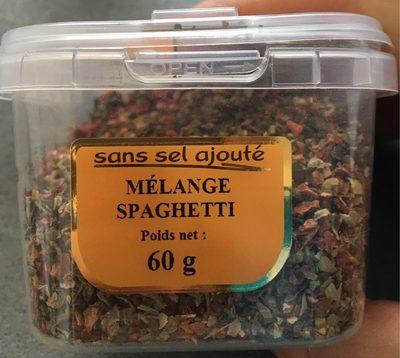 OPEN
sans sel ajouté
MÉLANGE
SPAGHETTI
Poids net :
60 g